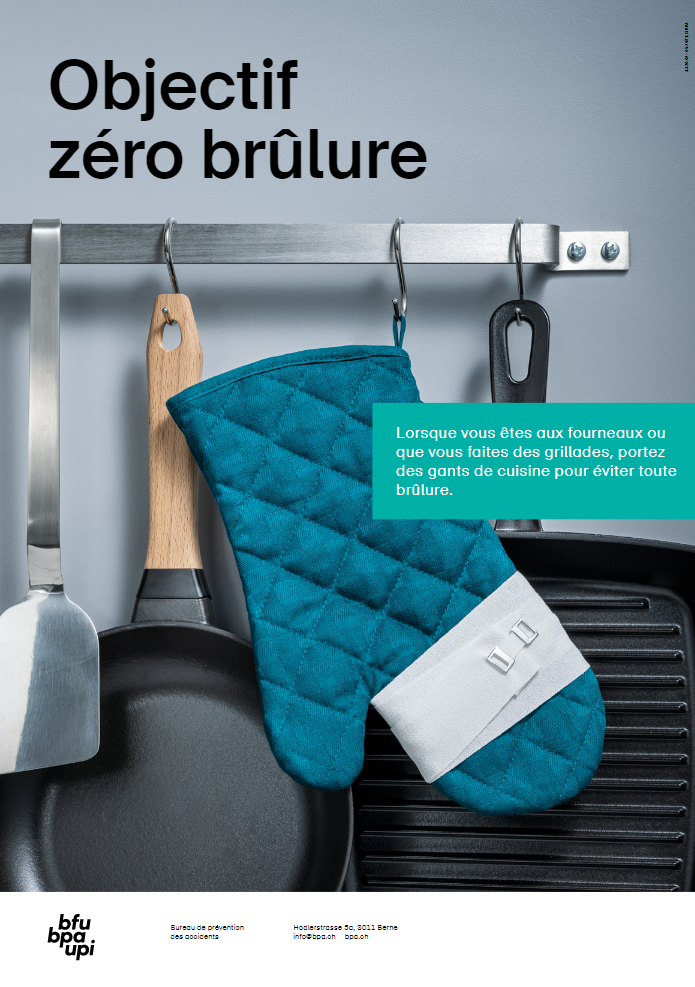 Objectif
zéro brûlure
Lorsque vous êtes aux fourneaux ou
que vous faites des grillades, portez
des gants de cuisine pour éviter toute
brûlure.
bfu
bpa
upi
Bureau de prévention
des accidents
Hodlerstrasse 5a, 3011 Berne
info@bpa.ch bpa.ch